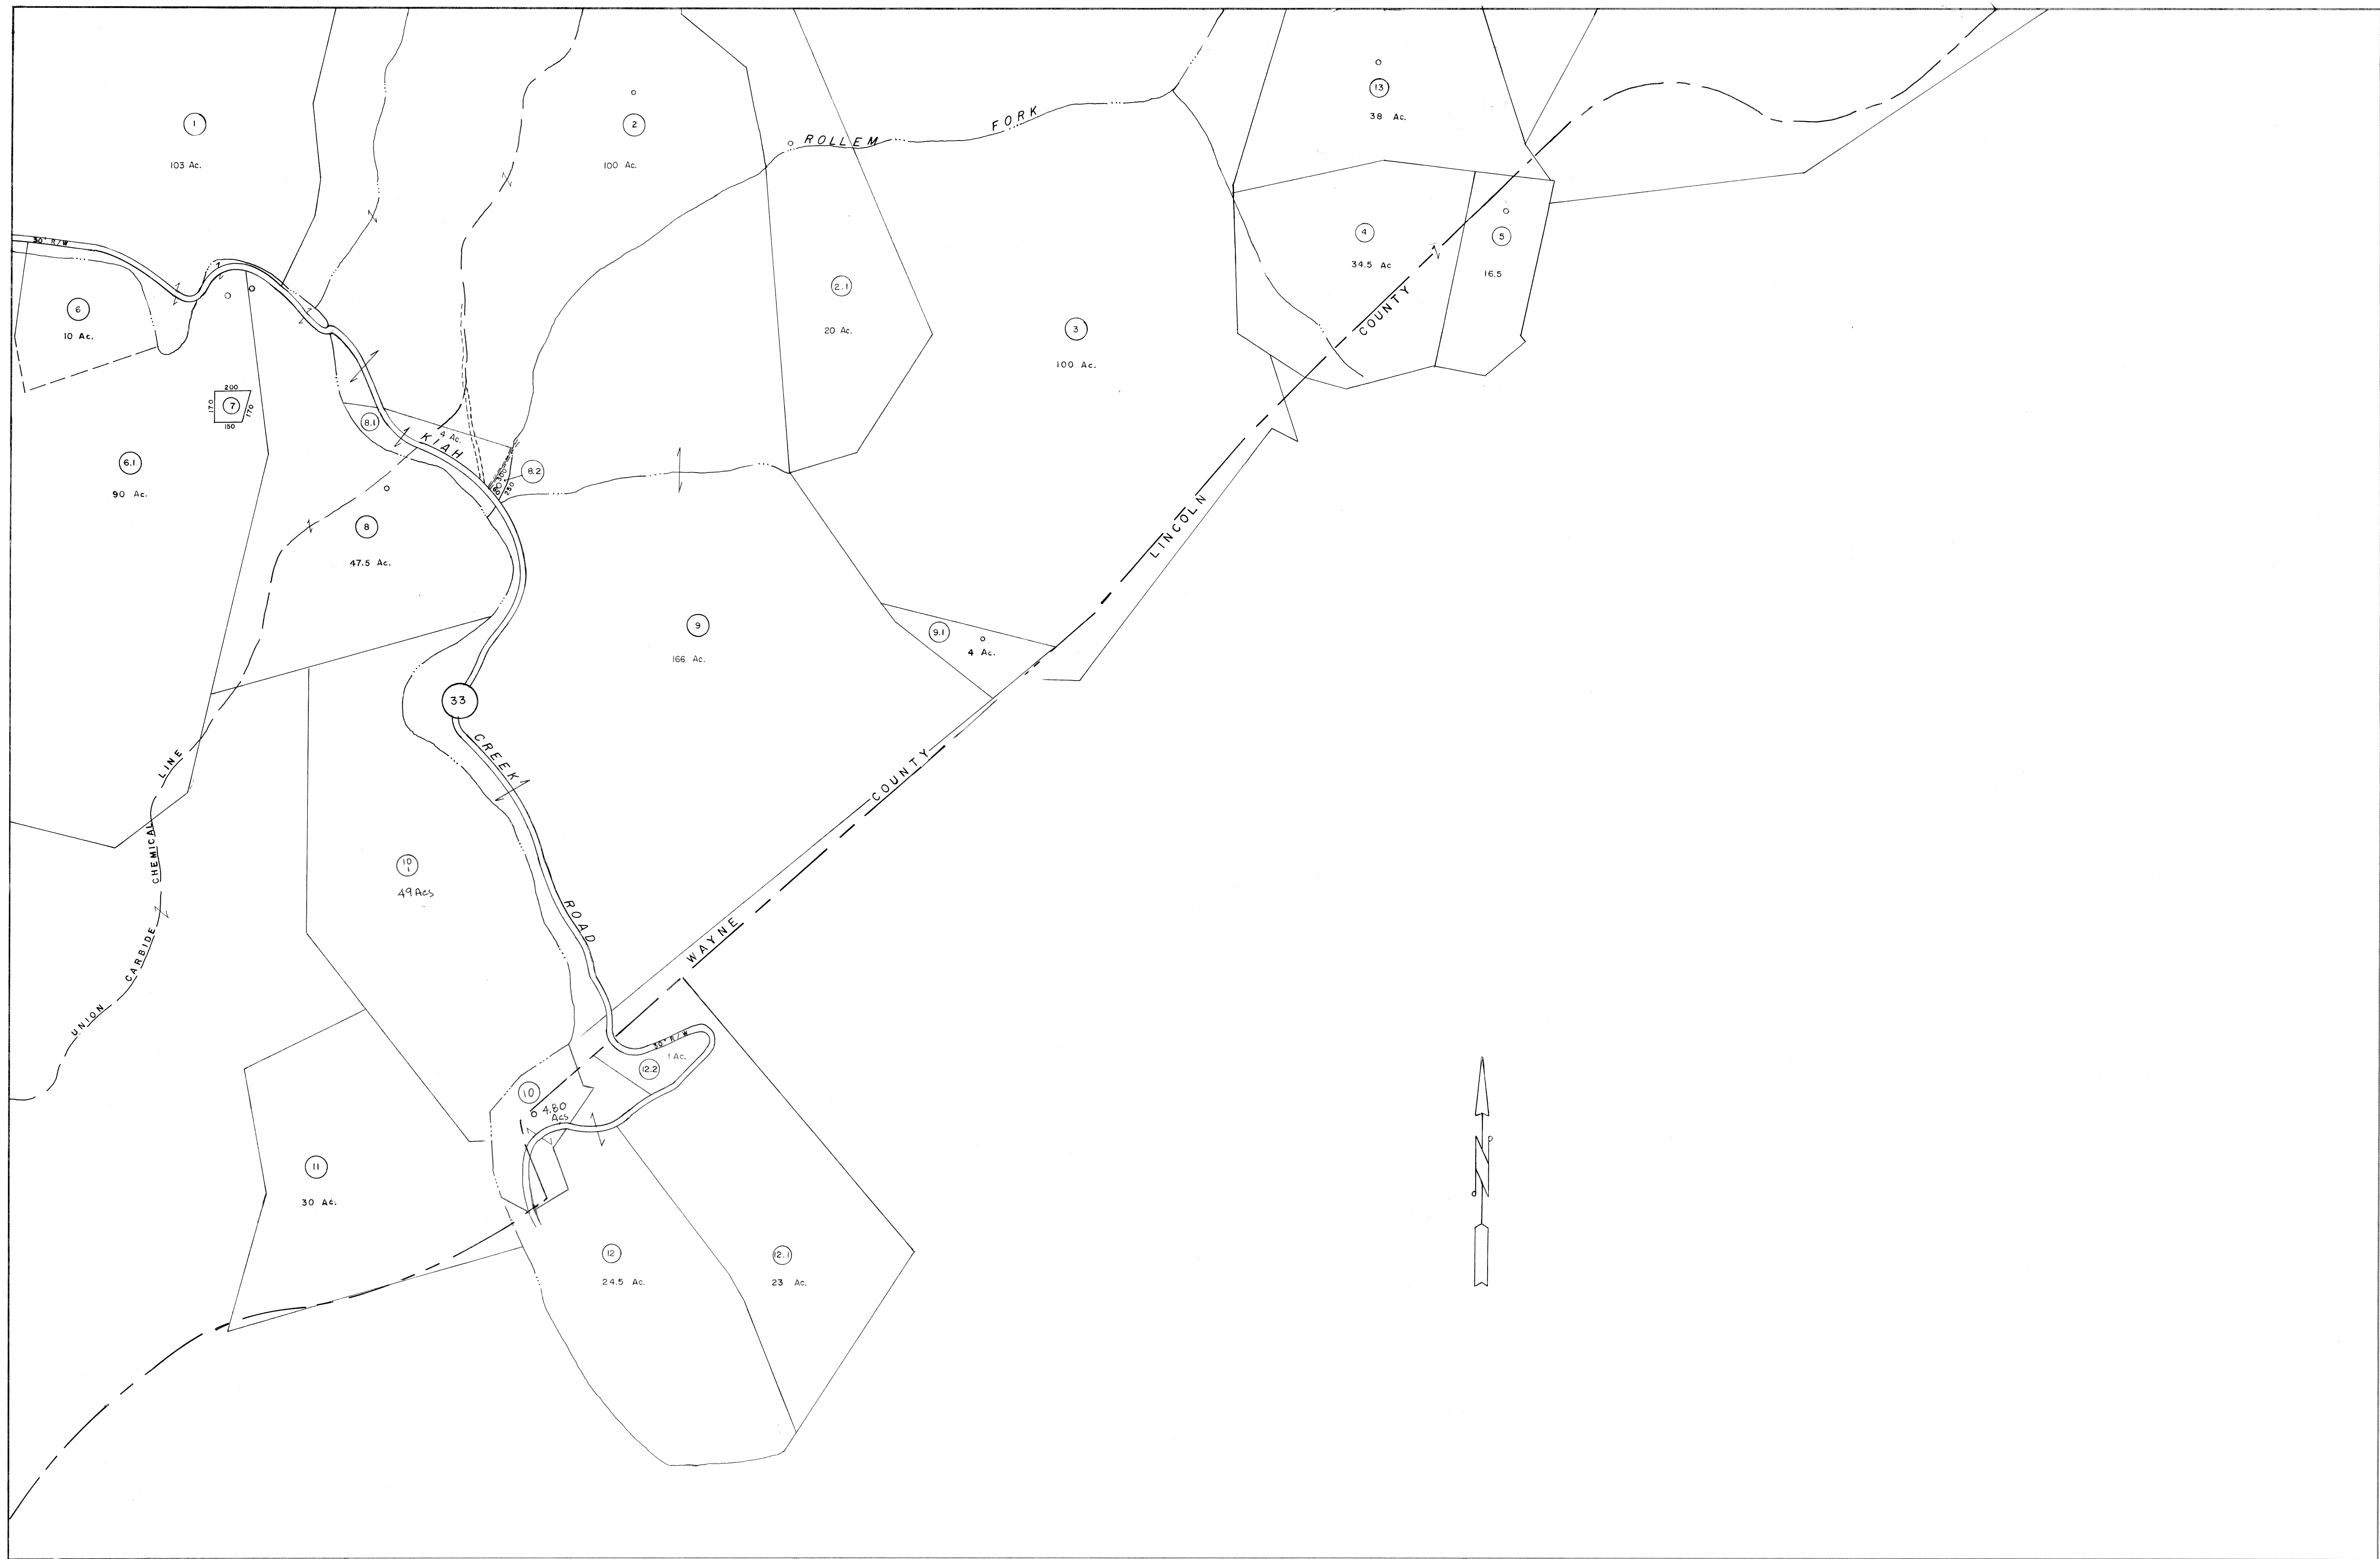 1
103 Ac.
2
100 Ac.
ROLLEM FORK
13
38 Ac.
30' R/W
6
10 Ac.
2.1
20 Ac.
3
100 Ac.
4
34.5 Ac
5
16.5
200
170
7
170
150
8.1
4 Ac.
KIAH
8.2
300
250
6.1
90 Ac.
8
47.5 Ac.
LINCOLN COUNTY
9
166 Ac.
9.1
4 Ac.
33
CREEK
ROAD
WAYNE COUNTY
UNION CARBIDE CHEMICAL LINE
10
1
49 Acs
30' R/W
1 Ac.
12.2
10
4.80
Acs
11
30 Ac.
12
24.5 Ac.
12.1
23 Ac.
N